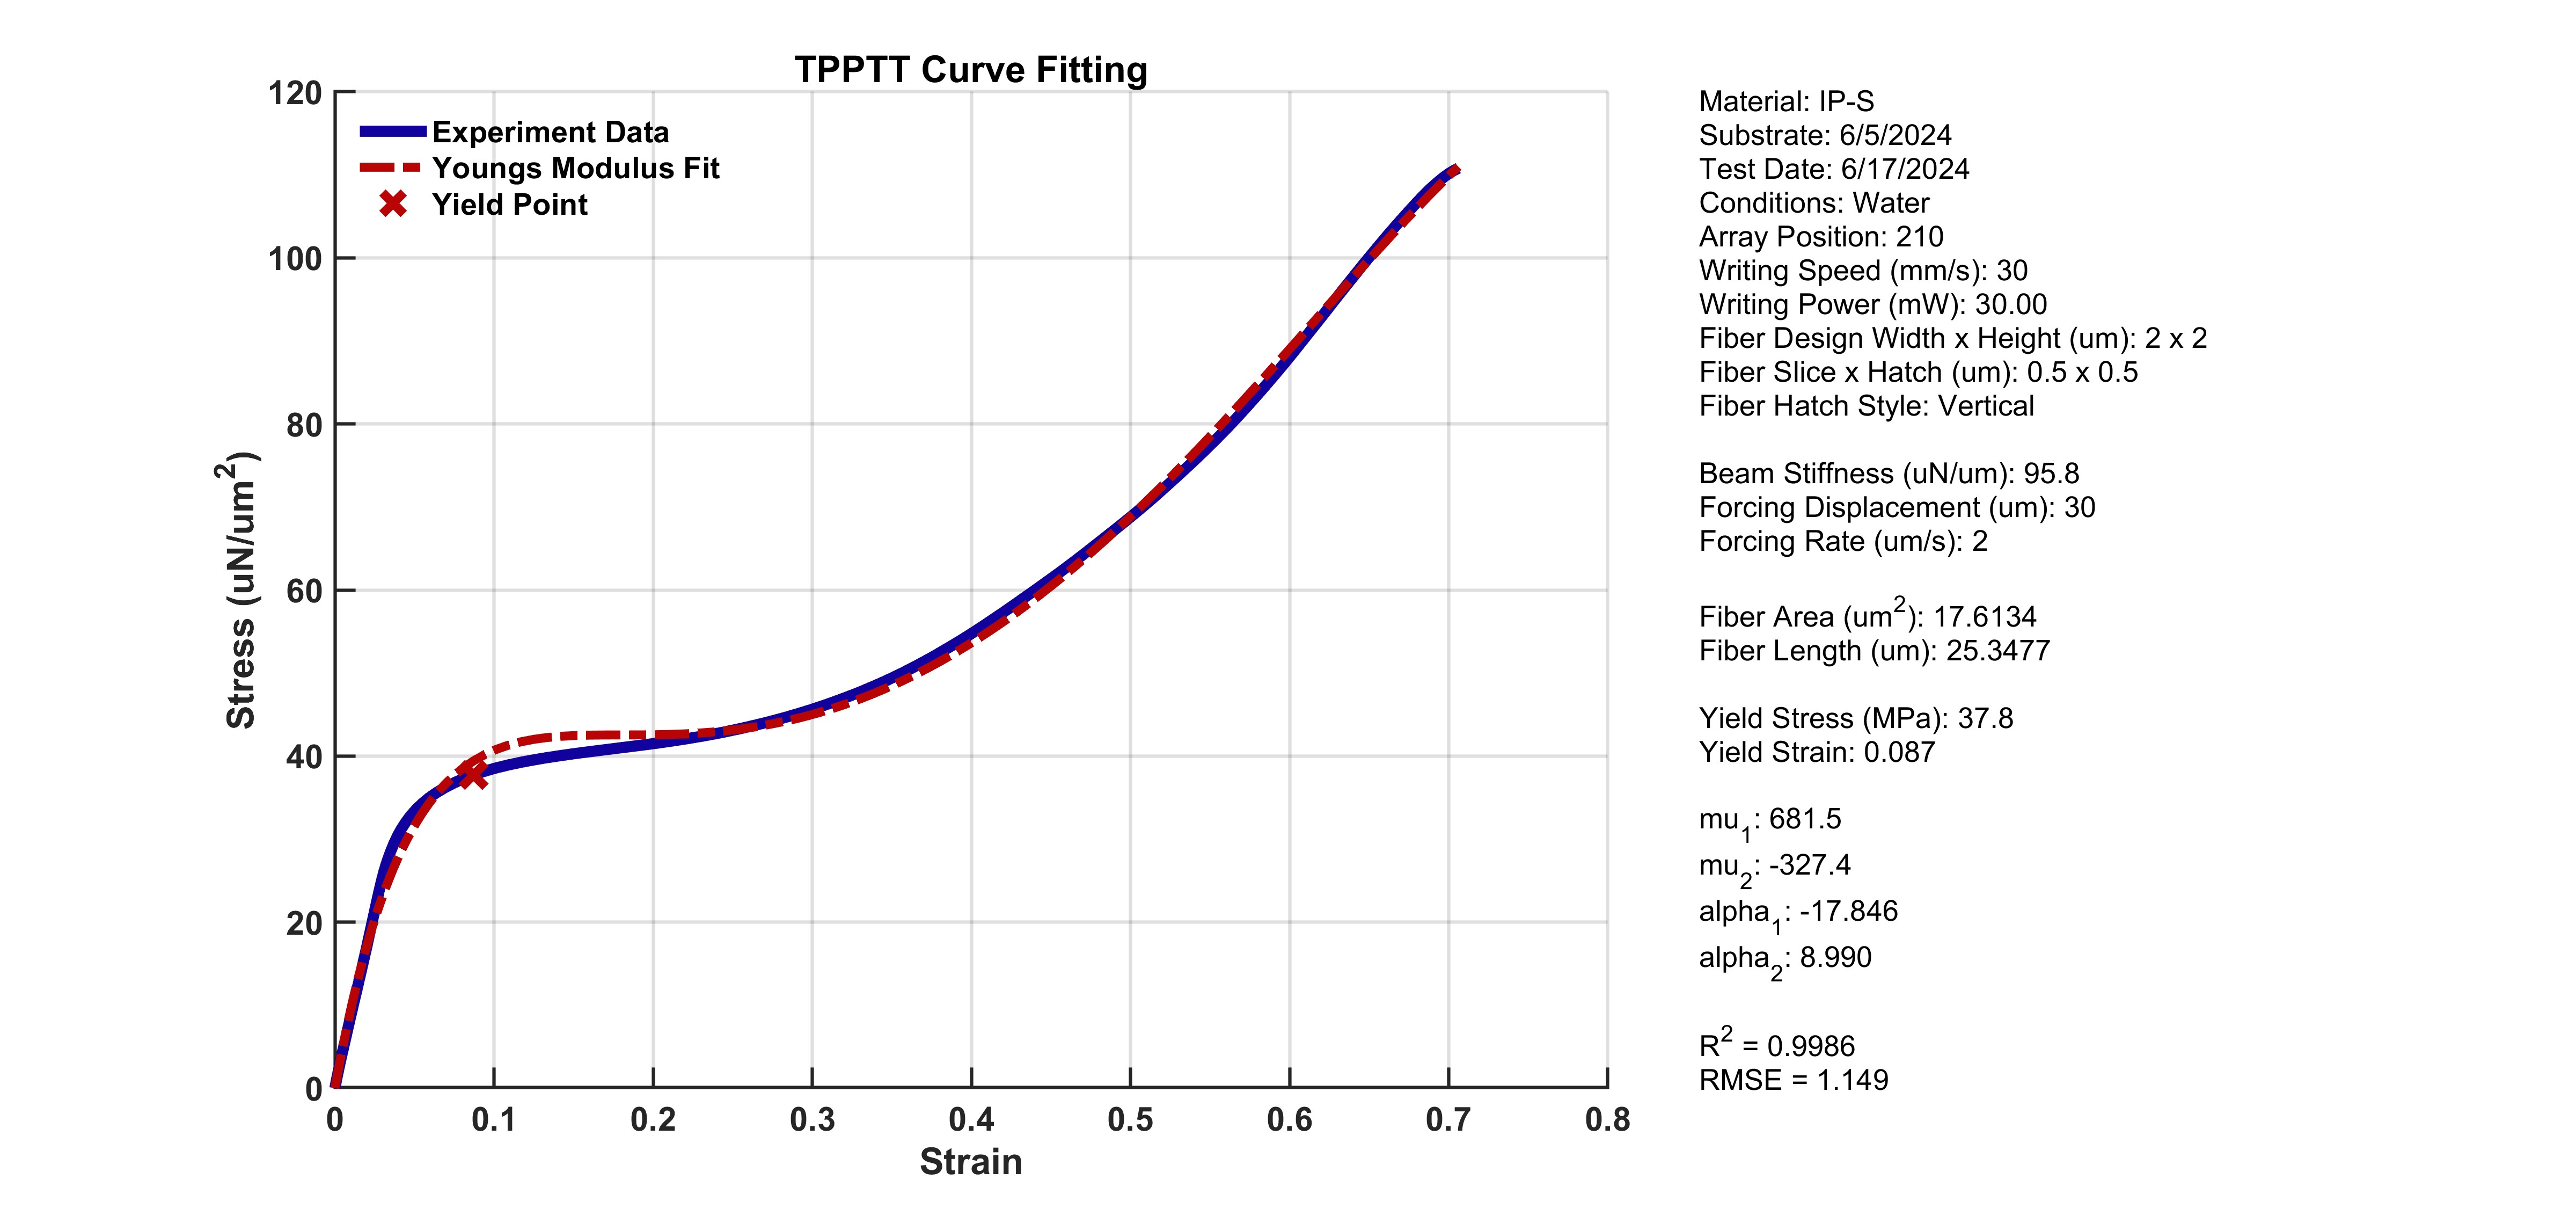 TPPTT Curve Fitting
120
100
80
60
40
20
0
Stress (uN/um²)
Experiment Data
Youngs Modulus Fit
Yield Point
0 0.1 0.2 0.3 0.4 0.5 0.6 0.7 0.8
Strain
Material: IP-S
Substrate: 6/5/2024
Test Date: 6/17/2024
Conditions: Water
Array Position: 210
Writing Speed (mm/s): 30
Writing Power (mW): 30.00
Fiber Design Width x Height (um): 2 x 2
Fiber Slice x Hatch (um): 0.5 x 0.5
Fiber Hatch Style: Vertical
Beam Stiffness (uN/um): 95.8
Forcing Displacement (um): 30
Forcing Rate (um/s): 2
Fiber Area (um²): 17.6134
Fiber Length (um): 25.3477
Yield Stress (MPa): 37.8
Yield Strain: 0.087
mu₁: 681.5
mu₂: -327.4
alpha₁: -17.846
alpha₂: 8.990
R² = 0.9986
RMSE = 1.149